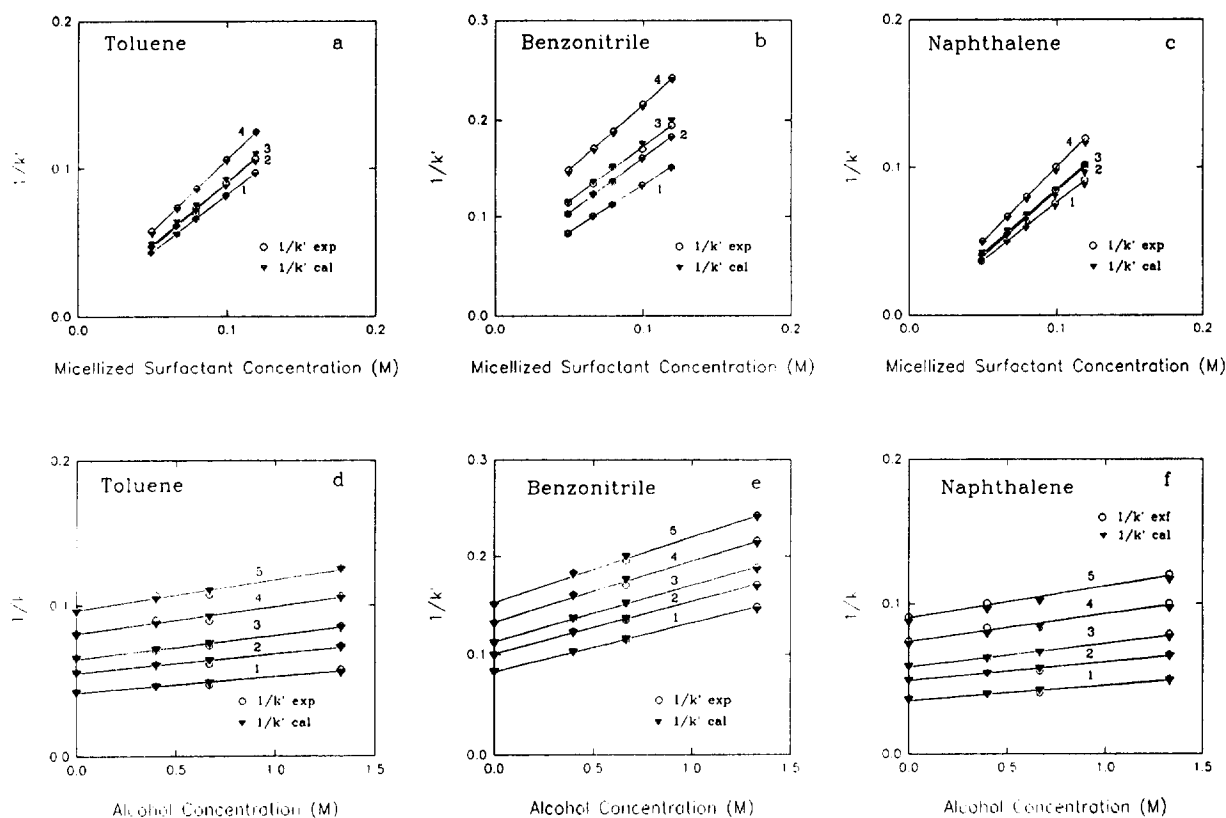 Toluene a
0.2
0.1
0.0
1/k'
4
3
2
1
1/k' exp
1/k' cal
0.0 0.1 0.2
Micellized Surfactant Concentration (M)
Benzonitrile b
0.3
0.2
0.1
0.0
1/k'
4
3
2
1
1/k' exp
1/k' cal
0.0 0.1 0.2
Micellized Surfactant Concentration (M)
Naphthalene c
0.2
0.1
0.0
1/k'
4
3
2
1
1/k' exp
1/k' cal
0.0 0.1 0.2
Micellized Surfactant Concentration (M)
Toluene d
0.2
0.1
0.0
5
4
3
2
1
1/k' exp
1/k' cal
0.0 0.5 1.0 1.5
Alcohol Concentration (M)
Benzonitrile e
0.3
0.2
0.1
0.0
1/k'
5
4
3
2
1
1/k' exp
1/k' cal
0.0 0.5 1.0 1.5
Alcohol Concentration (M)
Naphthalene f
0.2
0.1
0.0
1/k
1/k' exf
1/k' cal
5
4
3
2
1
0.0 0.5 1.0 1.5
Alcohol Concentration (M)